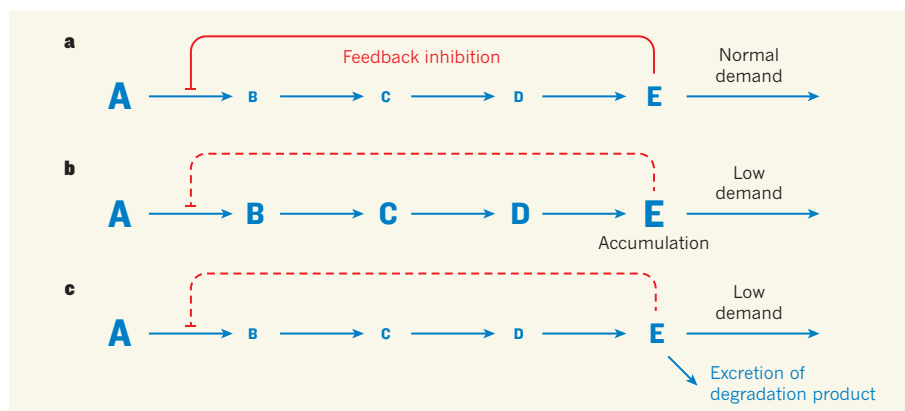 a
Feedback inhibition
Normal
demand
A B C D E
b
Low
demand
A B C D E
Accumulation
c
Low
demand
A B C D E
Excretion of
degradation product